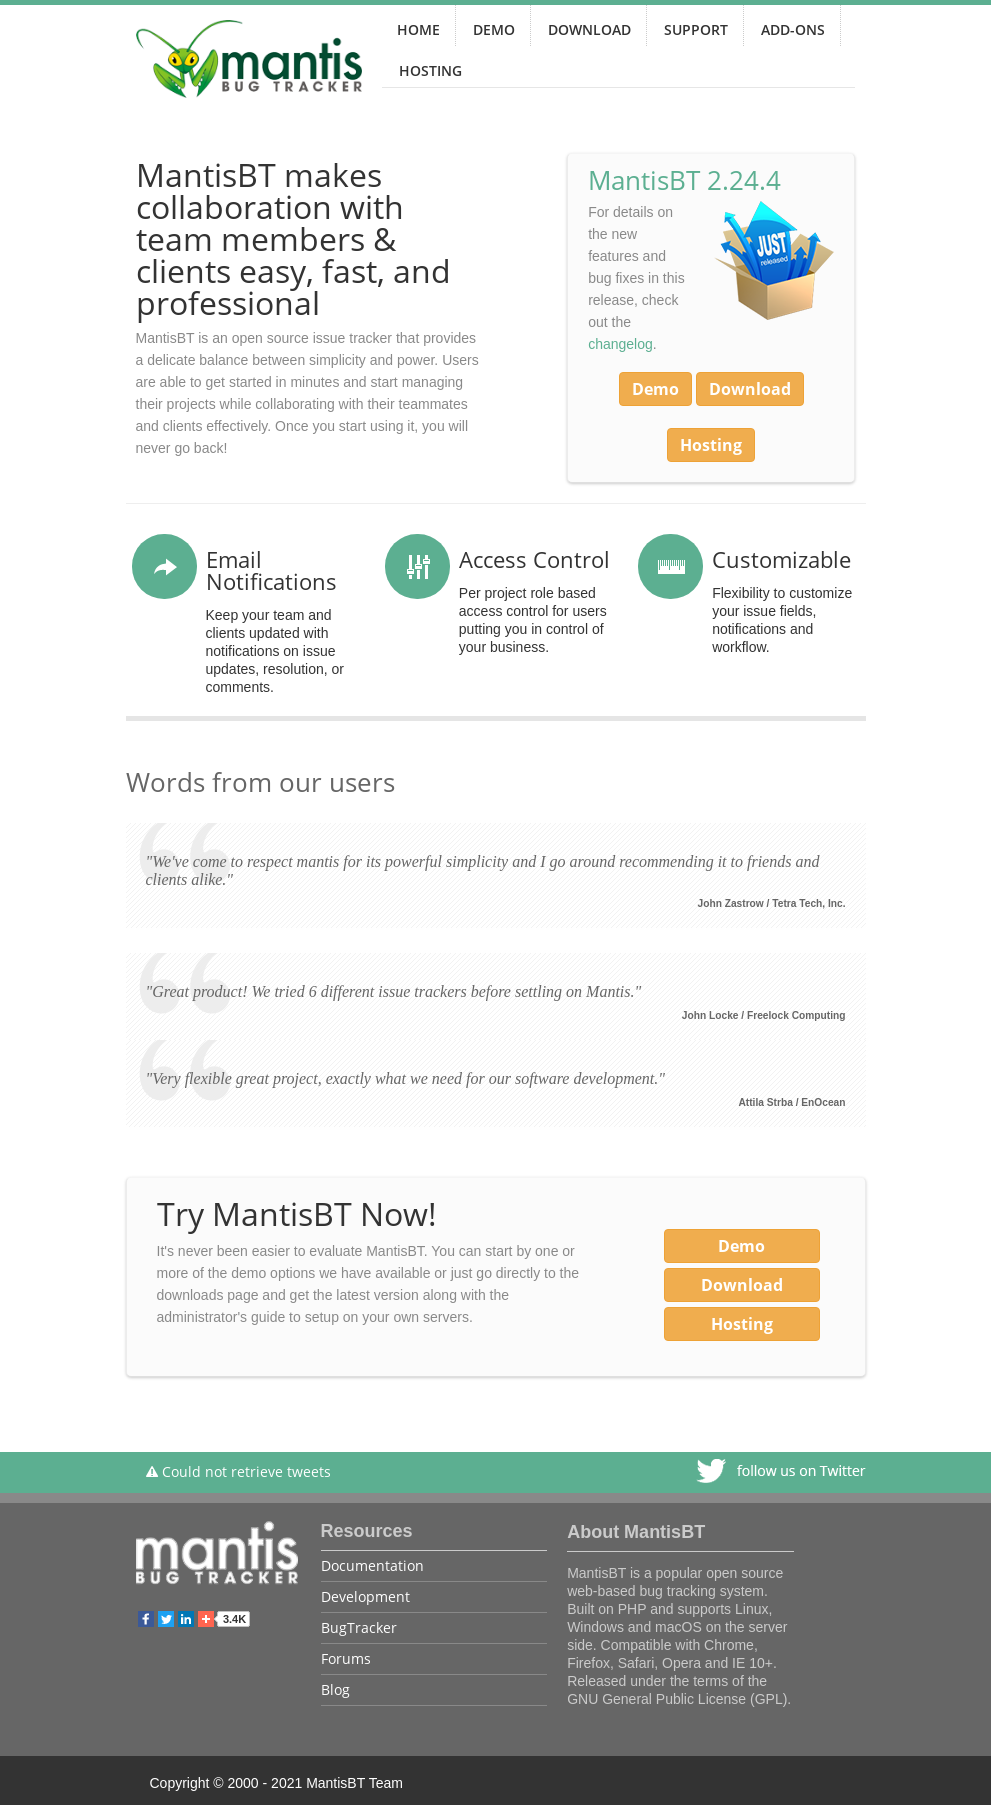 mantis
BUG TRACKER
HOME
DEMO
DOWNLOAD
SUPPORT
ADD-ONS
HOSTING
MantisBT makes
collaboration with
team members &
clients easy, fast, and
professional
MantisBT is an open source issue tracker that provides
a delicate balance between simplicity and power. Users
are able to get started in minutes and start managing
their projects while collaborating with their teammates
and clients effectively. Once you start using it, you will
never go back!
MantisBT 2.24.4
For details on
the new
features and
bug fixes in this
release, check
out the
changelog.
JUST
released
Demo
Download
Hosting
Email
Notifications
Keep your team and
clients updated with
notifications on issue
updates, resolution, or
comments.
Access Control
Per project role based
access control for users
putting you in control of
your business.
Customizable
Flexibility to customize
your issue fields,
notifications and
workflow.
Words from our users
"We've come to respect mantis for its powerful simplicity and I go around recommending it to friends and
clients alike."
John Zastrow / Tetra Tech, Inc.
"Great product! We tried 6 different issue trackers before settling on Mantis."
John Locke / Freelock Computing
"Very flexible great project, exactly what we need for our software development."
Attila Strba / EnOcean
Try MantisBT Now!
It's never been easier to evaluate MantisBT. You can start by one or
more of the demo options we have available or just go directly to the
downloads page and get the latest version along with the
administrator's guide to setup on your own servers.
Demo
Download
Hosting
Could not retrieve tweets
follow us on Twitter
mantis
BUG TRACKER
3.4K
Resources
Documentation
Development
BugTracker
Forums
Blog
About MantisBT
MantisBT is a popular open source
web-based bug tracking system.
Built on PHP and supports Linux,
Windows and macOS on the server
side. Compatible with Chrome,
Firefox, Safari, Opera and IE 10+.
Released under the terms of the
GNU General Public License (GPL).
Copyright © 2000 - 2021 MantisBT Team